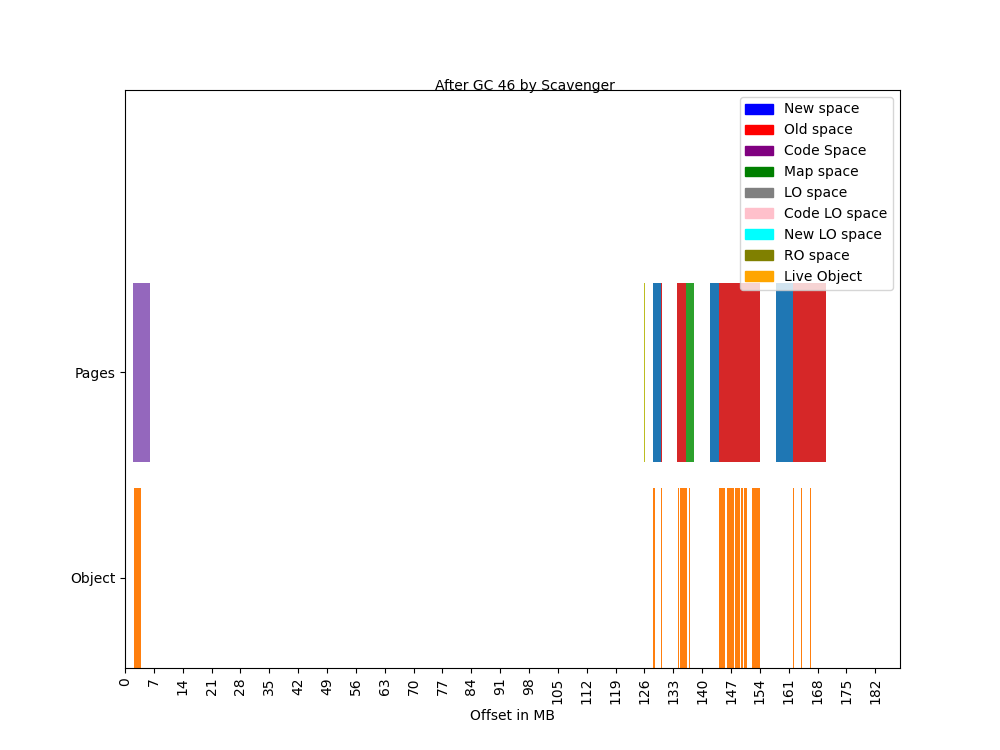 After GC 46 by Scavenger
New space
Old space
Code Space
Map space
LO space
Code LO space
New LO space
RO space
Live Object
Pages
Object
0 7 14 21 28 35 42 49 56 63 70 77 84 91 98 105 112 119 126 133 140 147 154 161 168 175 182
Offset in MB